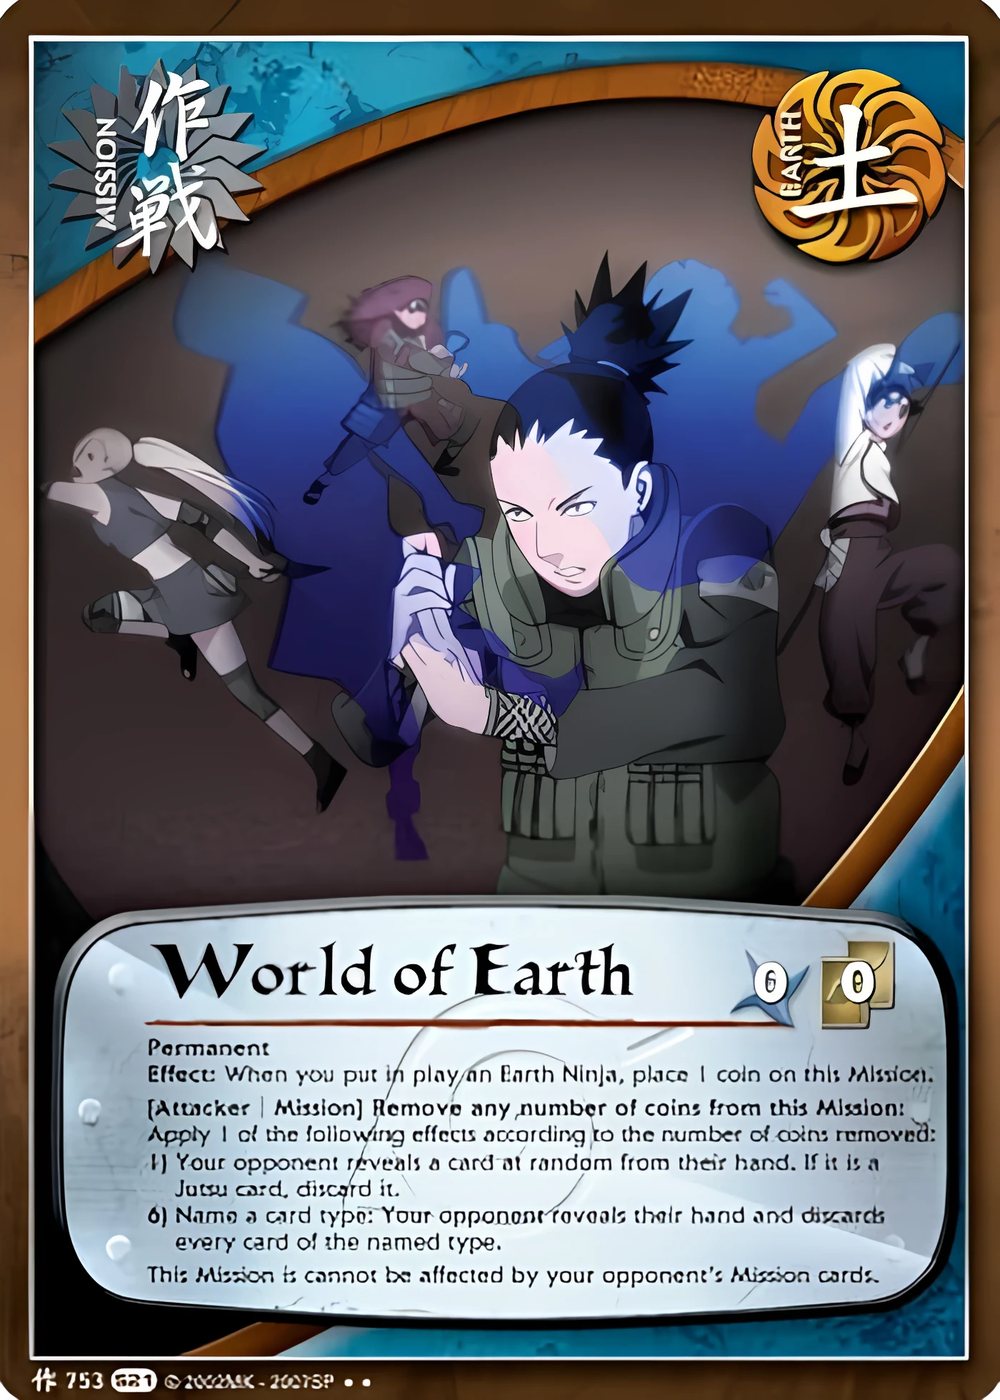 MISSION
作戦
EARTH
土
World of Earth
6
0
Permanent
Effect: When you put in play an Earth Ninja, place 1 coin on this Mission.
[Attacker | Mission] Remove any number of coins from this Mission:
Apply 1 of the following effects according to the number of coins removed:
1) Your opponent reveals a card at random from their hand. If it is a
Jutsu card, discard it.
6) Name a card type: Your opponent reveals their hand and discards
every card of the named type.
This Mission is cannot be affected by your opponent's Mission cards.
作 753
© 2002MK - 2007SP